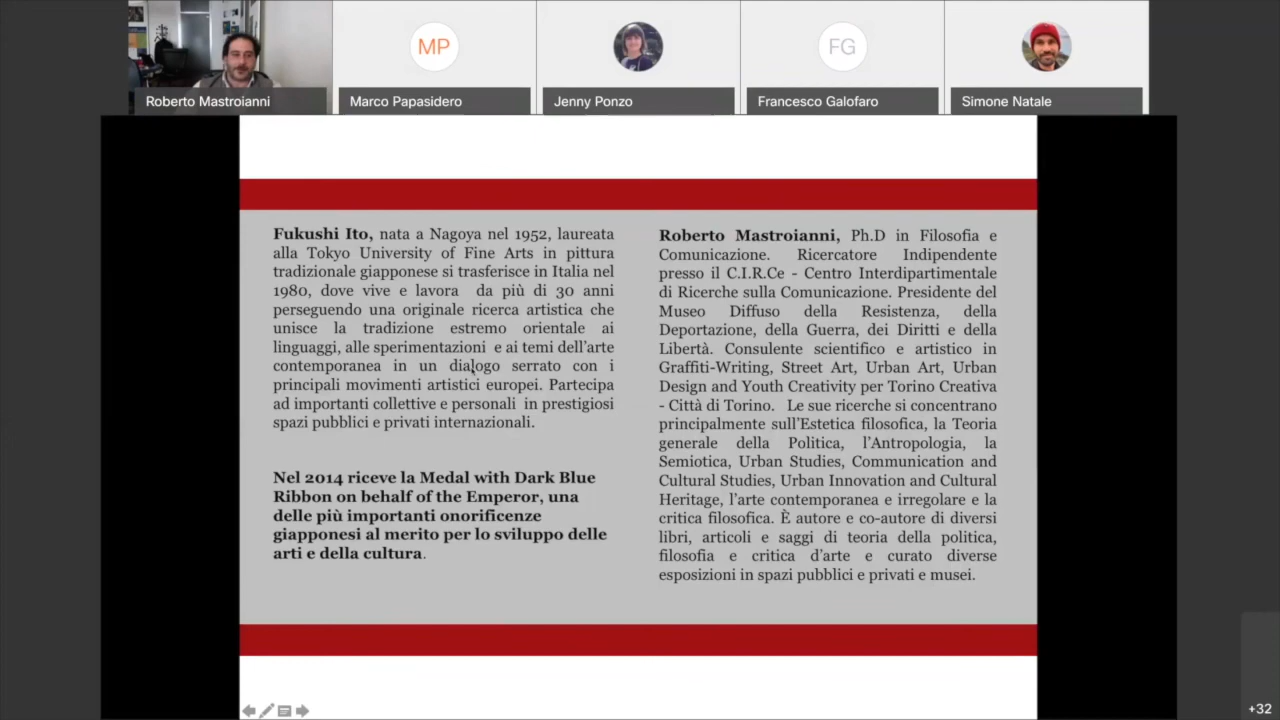 MP
FG
Roberto Mastroianni
Marco Papasidero
Jenny Ponzo
Francesco Galofaro
Simone Natale
Fukushi Ito, nata a Nagoya nel 1952, laureata
alla Tokyo University of Fine Arts in pittura
tradizionale giapponese si trasferisce in Italia nel
1980, dove vive e lavora da più di 30 anni
perseguendo una originale ricerca artistica che
unisce la tradizione estremo orientale ai
linguaggi, alle sperimentazioni e ai temi dell'arte
contemporanea in un dialogo serrato con i
principali movimenti artistici europei. Partecipa
ad importanti collettive e personali in prestigiosi
spazi pubblici e privati internazionali.
Nel 2014 riceve la Medal with Dark Blue
Ribbon on behalf of the Emperor, una
delle più importanti onorificenze
giapponesi al merito per lo sviluppo delle
arti e della cultura.
Roberto Mastroianni, Ph.D in Filosofia e
Comunicazione. Ricercatore Indipendente
presso il C.I.R.Ce - Centro Interdipartimentale
di Ricerche sulla Comunicazione. Presidente del
Museo Diffuso della Resistenza, della
Deportazione, della Guerra, dei Diritti e della
Libertà. Consulente scientifico e artistico in
Graffiti-Writing, Street Art, Urban Art, Urban
Design and Youth Creativity per Torino Creativa
- Città di Torino. Le sue ricerche si concentrano
principalmente sull'Estetica filosofica, la Teoria
generale della Politica, l'Antropologia, la
Semiotica, Urban Studies, Communication and
Cultural Studies, Urban Innovation and Cultural
Heritage, l'arte contemporanea e irregolare e la
critica filosofica. È autore e co-autore di diversi
libri, articoli e saggi di teoria della politica,
filosofia e critica d'arte e curato diverse
esposizioni in spazi pubblici e privati e musei.
+32